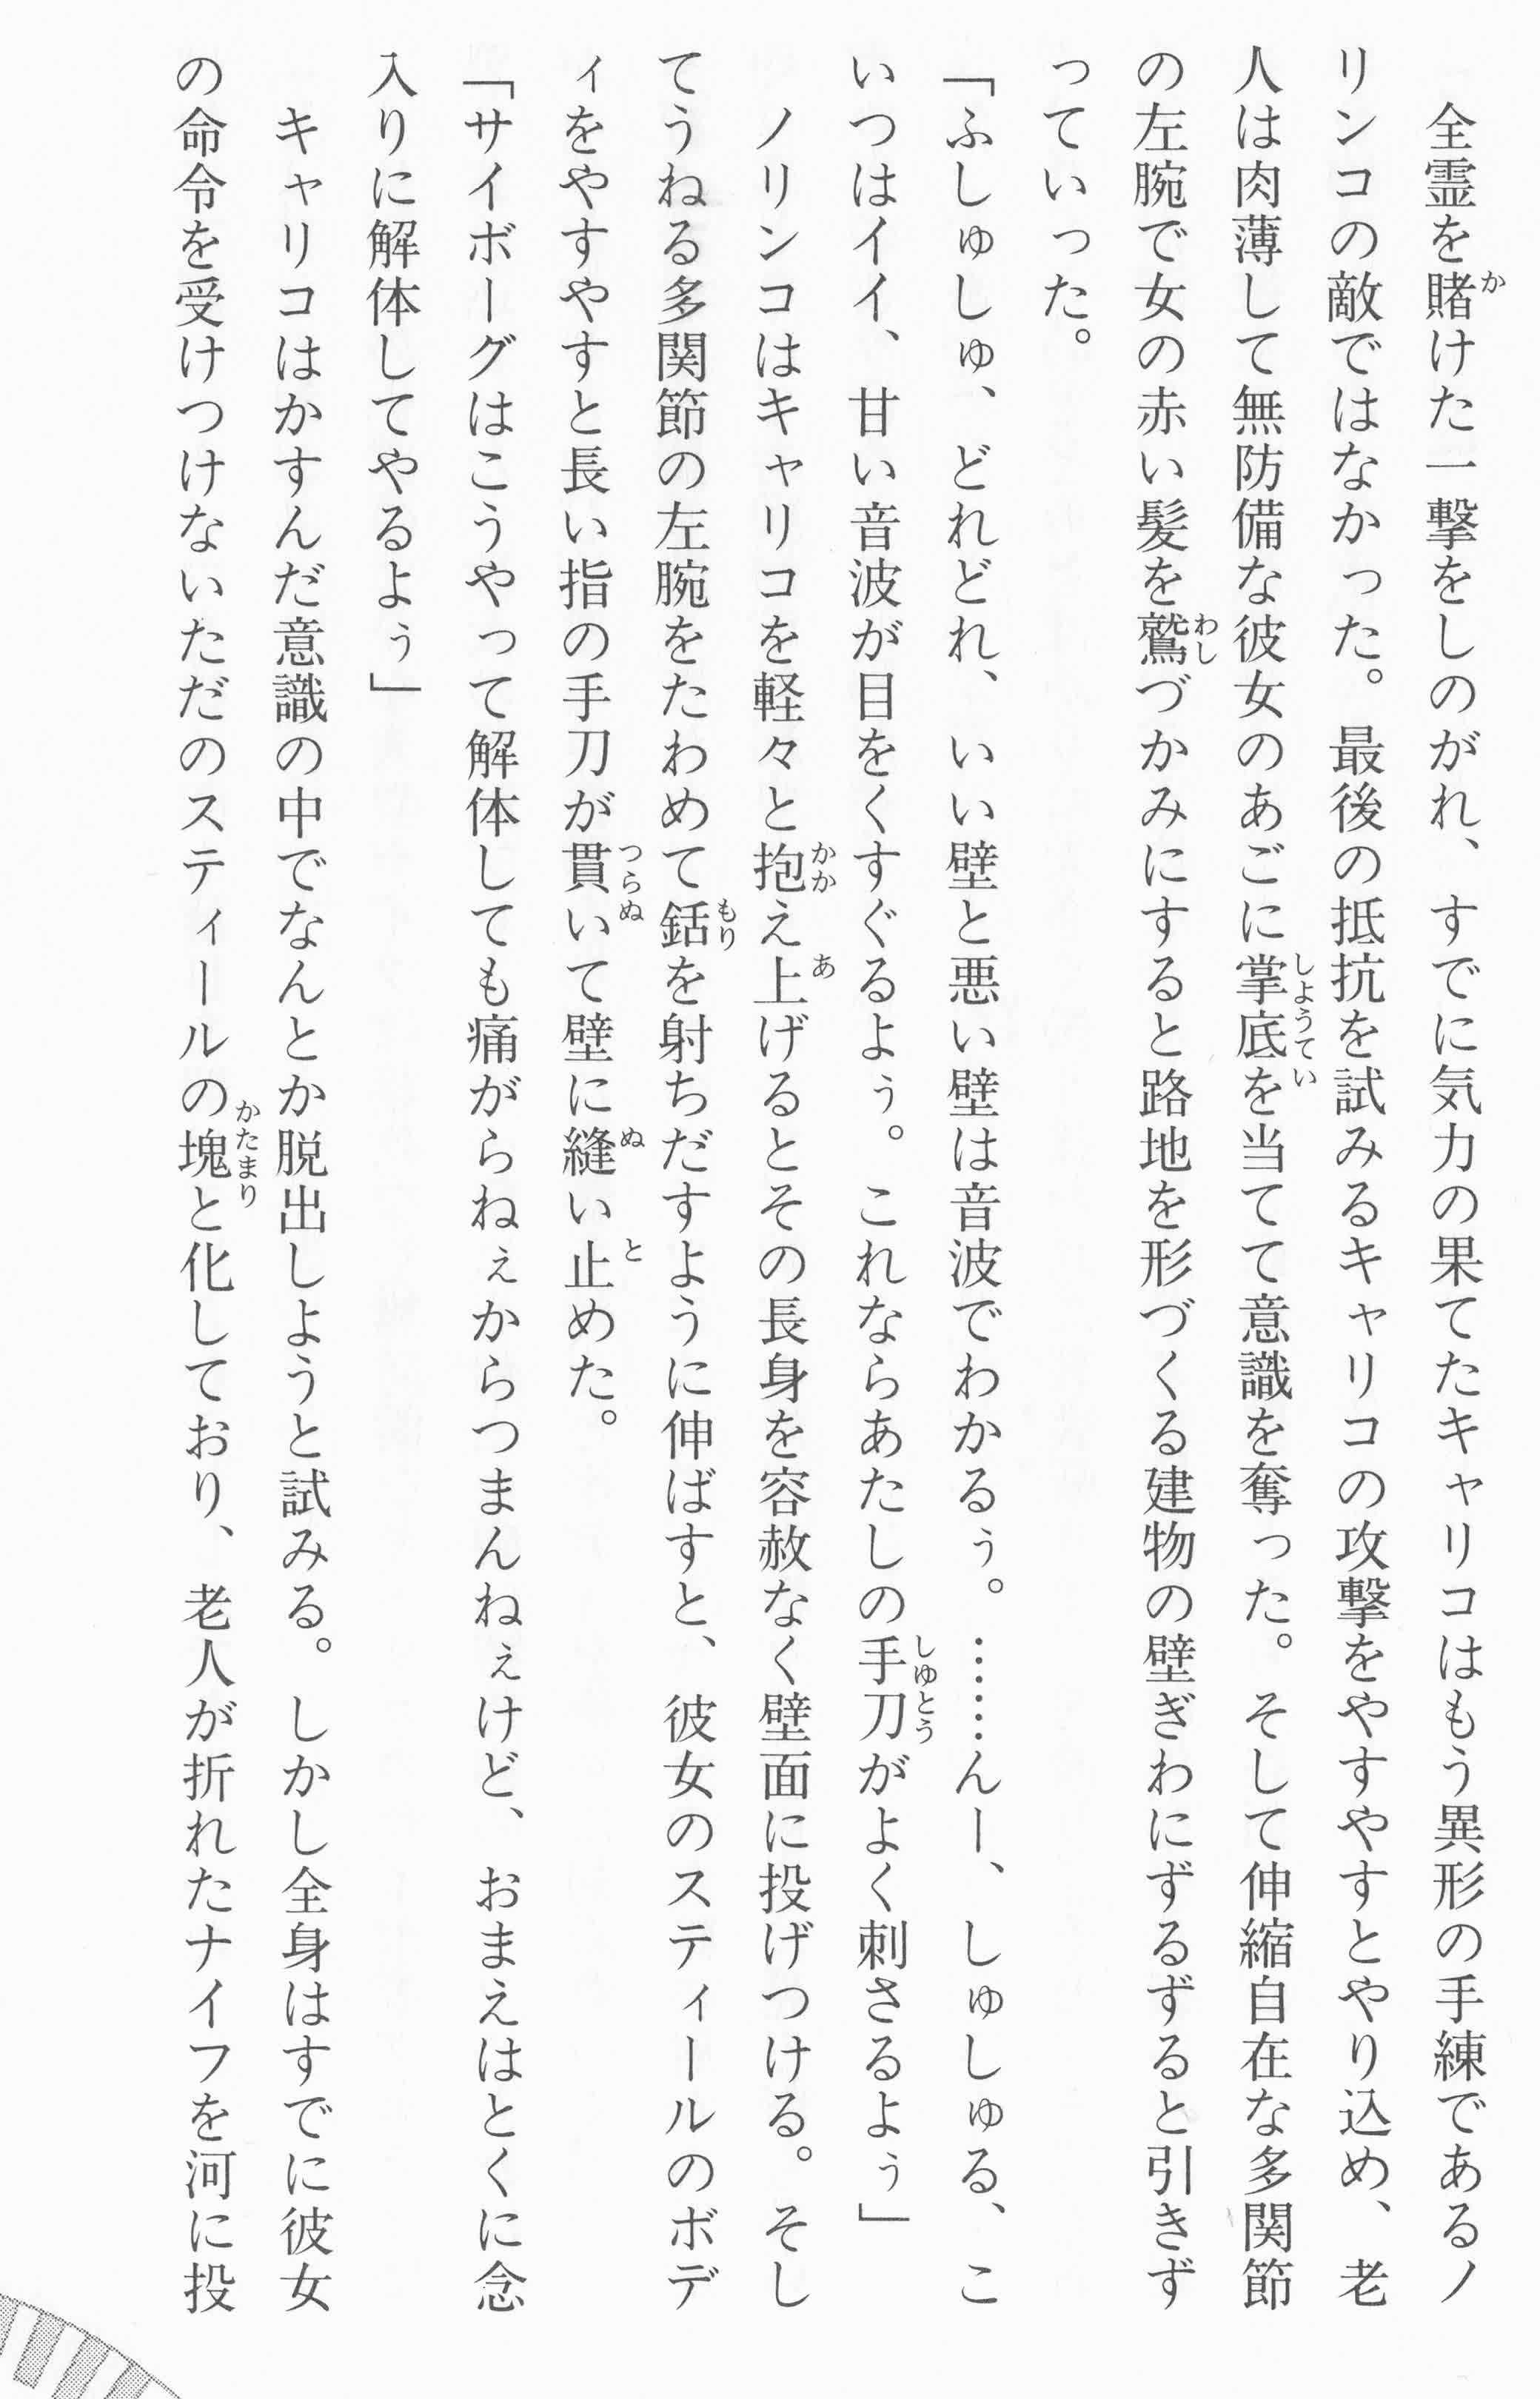 全霊を賭けた一撃をしのがれ、すでに気力の果てたキャリコはもう異形の手練であるノ
リンコの敵ではなかった。最後の抵抗を試みるキャリコの攻撃をやすやすとやり込め、老
人は肉薄して無防備な彼女のあごに掌底を当てて意識を奪った。そして伸縮自在な多関節
の左腕で女の赤い髪を鷲づかみにすると路地を形づくる建物の壁ぎわにずるずると引きず
っていった。
「ふしゅしゅ、どれどれ、いい壁と悪い壁は音波でわかるぅ。……んー、しゅしゅる、こ
いつはイイ、甘い音波が目をくすぐるよぅ。これならあたしの手刀がよく刺さるよぅ」
ノリンコはキャリコを軽々と抱え上げるとその長身を容赦なく壁面に投げつける。そし
てうねる多関節の左腕をたわめて銛を射ちだすように伸ばすと、彼女のスティールのボデ
ィをやすやすと長い指の手刀が貫いて壁に縫い止めた。
「サイボーグはこうやって解体しても痛がらねぇからつまんねぇけど、おまえはとくに念
入りに解体してやるよぅ」
キャリコはかすんだ意識の中でなんとか脱出しようと試みる。しかし全身はすでに彼女
の命令を受けつけないただのスティールの塊と化しており、老人が折れたナイフを河に投